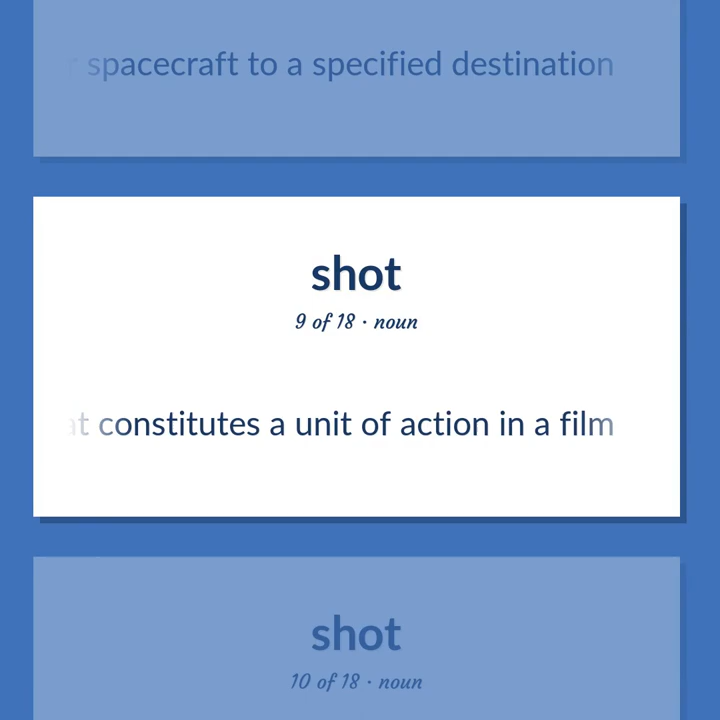 spacecraft to a specified destination
shot
9 of 18 · noun
at constitutes a unit of action in a film
shot
10 of 18 · noun